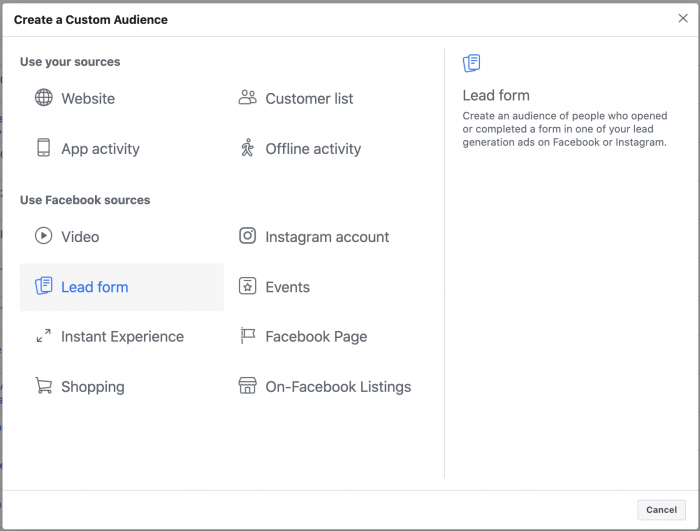 Create a Custom Audience
Use your sources
Website
Customer list
App activity
Offline activity
Use Facebook sources
Video
Instagram account
Lead form
Events
Instant Experience
Facebook Page
Shopping
On-Facebook Listings
Lead form
Create an audience of people who opened
or completed a form in one of your lead
generation ads on Facebook or Instagram.
Cancel